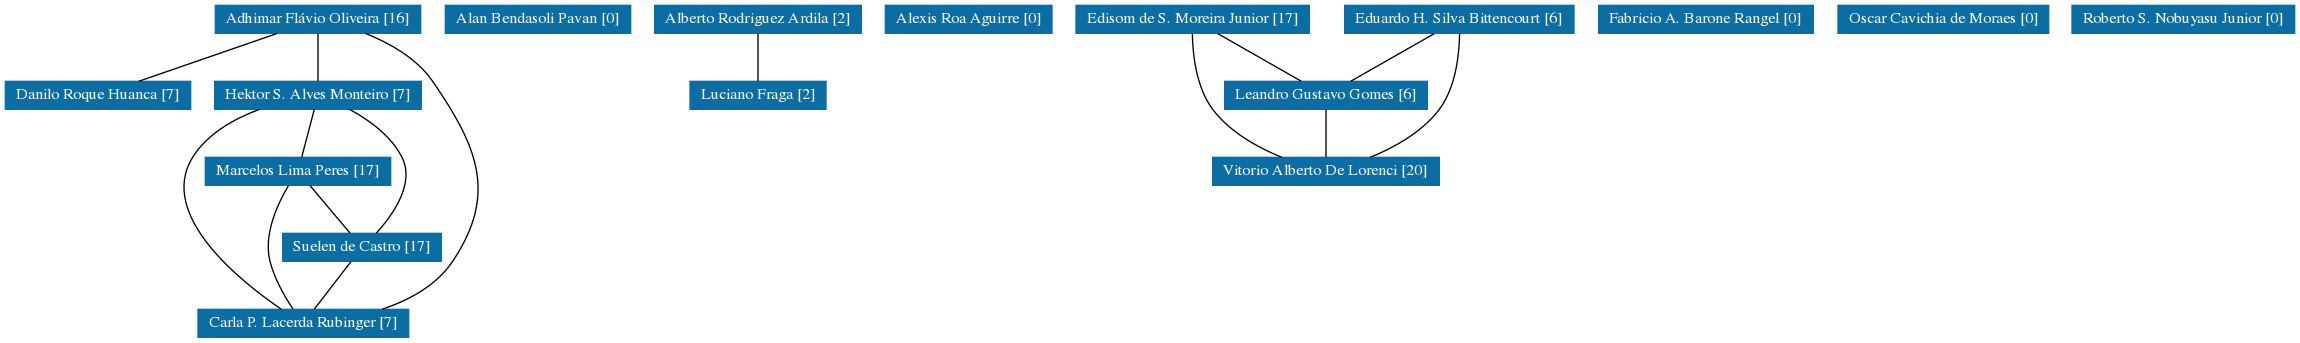 Adhimar Flávio Oliveira [16]
Alan Bendasoli Pavan [0]
Alberto Rodriguez Ardila [2]
Alexis Roa Aguirre [0]
Edisom de S. Moreira Junior [17]
Eduardo H. Silva Bittencourt [6]
Fabricio A. Barone Rangel [0]
Oscar Cavichia de Moraes [0]
Roberto S. Nobuyasu Junior [0]
Danilo Roque Huanca [7]
Hektor S. Alves Monteiro [7]
Luciano Fraga [2]
Leandro Gustavo Gomes [6]
Marcelos Lima Peres [17]
Vitorio Alberto De Lorenci [20]
Suelen de Castro [17]
Carla P. Lacerda Rubinger [7]